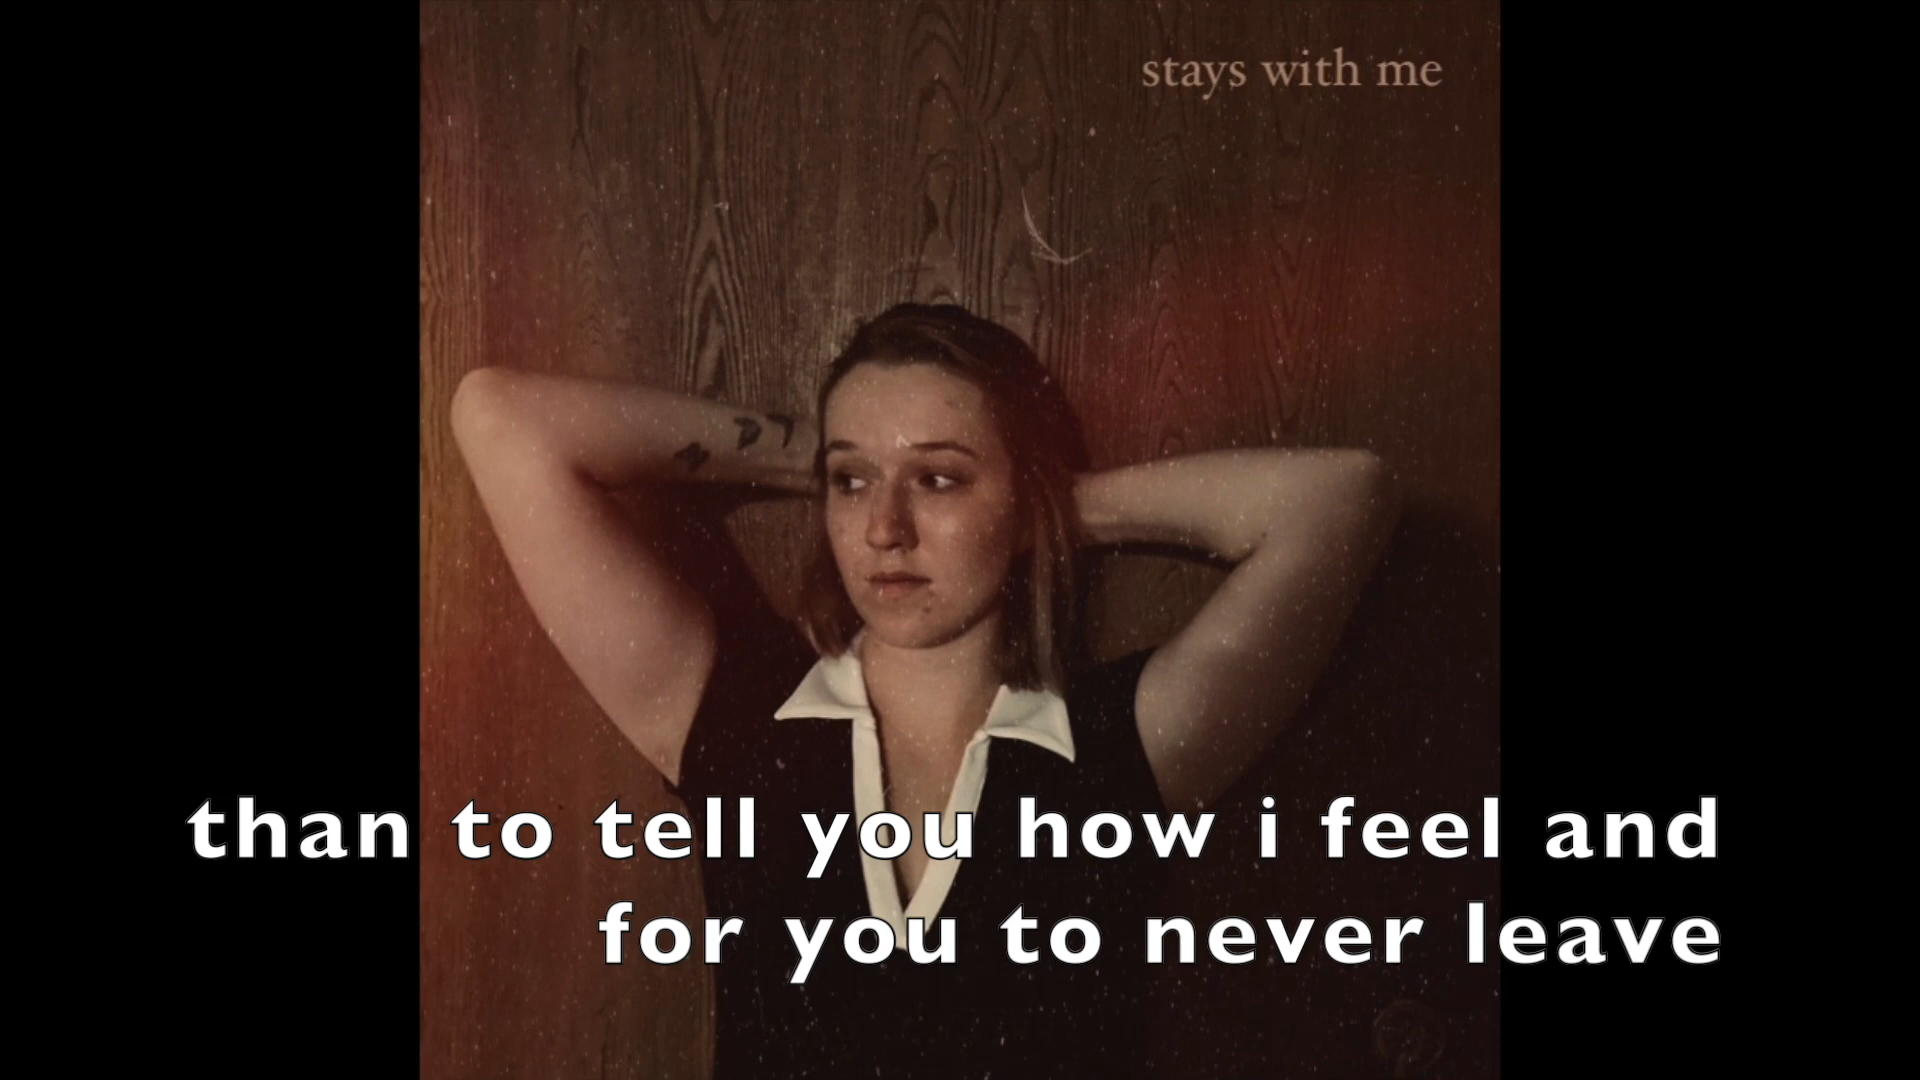 stays with me
than to tell you how i feel and
for you to never leave